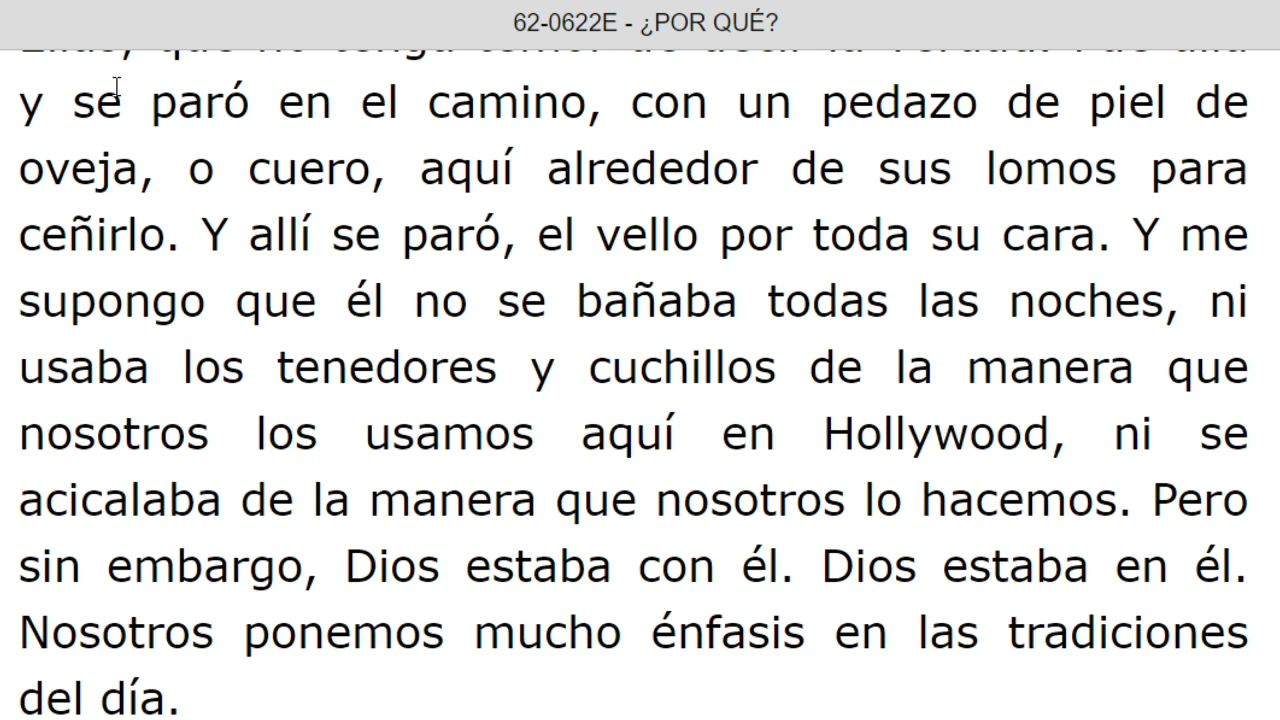 62-0622E - ¿POR QUÉ?
y se paró en el camino, con un pedazo de piel de
oveja, o cuero, aquí alrededor de sus lomos para
ceñirlo. Y allí se paró, el vello por toda su cara. Y me
supongo que él no se bañaba todas las noches, ni
usaba los tenedores y cuchillos de la manera que
nosotros los usamos aquí en Hollywood, ni se
acicalaba de la manera que nosotros lo hacemos. Pero
sin embargo, Dios estaba con él. Dios estaba en él.
Nosotros ponemos mucho énfasis en las tradiciones
del día.